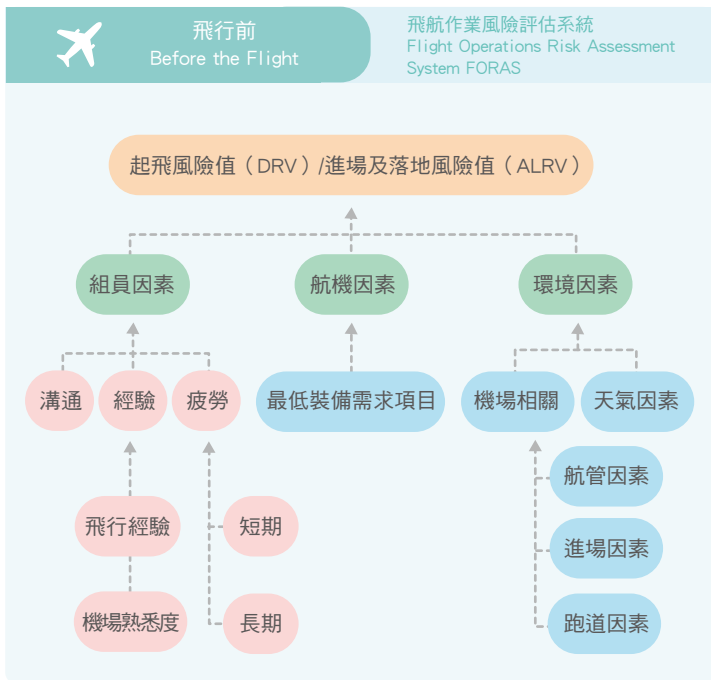 飛行前
Before the Flight
飛航作業風險評估系統
Flight Operations Risk Assessment
System FORAS
起飛風險值（DRV）/進場及落地風險值（ALRV）
組員因素
航機因素
環境因素
溝通
經驗
疲勞
最低裝備需求項目
機場相關
天氣因素
航管因素
飛行經驗
短期
進場因素
機場熟悉度
長期
跑道因素